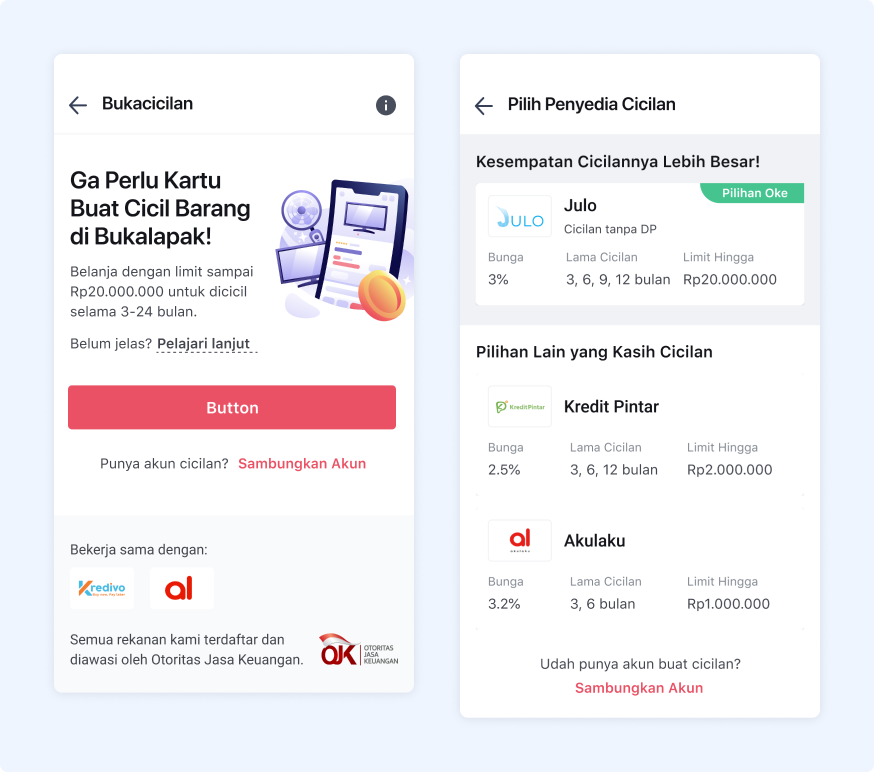 Bukacicilan
Ga Perlu Kartu
Buat Cicil Barang
di Bukalapak!
Belanja dengan limit sampai
Rp20.000.000 untuk dicicil
selama 3-24 bulan.
Belum jelas? Pelajari lanjut
Button
Punya akun cicilan? Sambungkan Akun
Bekerja sama dengan:
Kredivo
al
Semua rekanan kami terdaftar dan
diawasi oleh Otoritas Jasa Keuangan.
OJK
OTORITAS
JASA
KEUANGAN
Pilih Penyedia Cicilan
Kesempatan Cicilannya Lebih Besar!
Pilihan Oke
JULO
Julo
Cicilan tanpa DP
Bunga Lama Cicilan Limit Hingga
3% 3, 6, 9, 12 bulan Rp20.000.000
Pilihan Lain yang Kasih Cicilan
KreditPintar
Kredit Pintar
Bunga Lama Cicilan Limit Hingga
2.5% 3, 6, 12 bulan Rp2.000.000
al
AKULAKU
Akulaku
Bunga Lama Cicilan Limit Hingga
3.2% 3, 6 bulan Rp1.000.000
Udah punya akun buat cicilan?
Sambungkan Akun